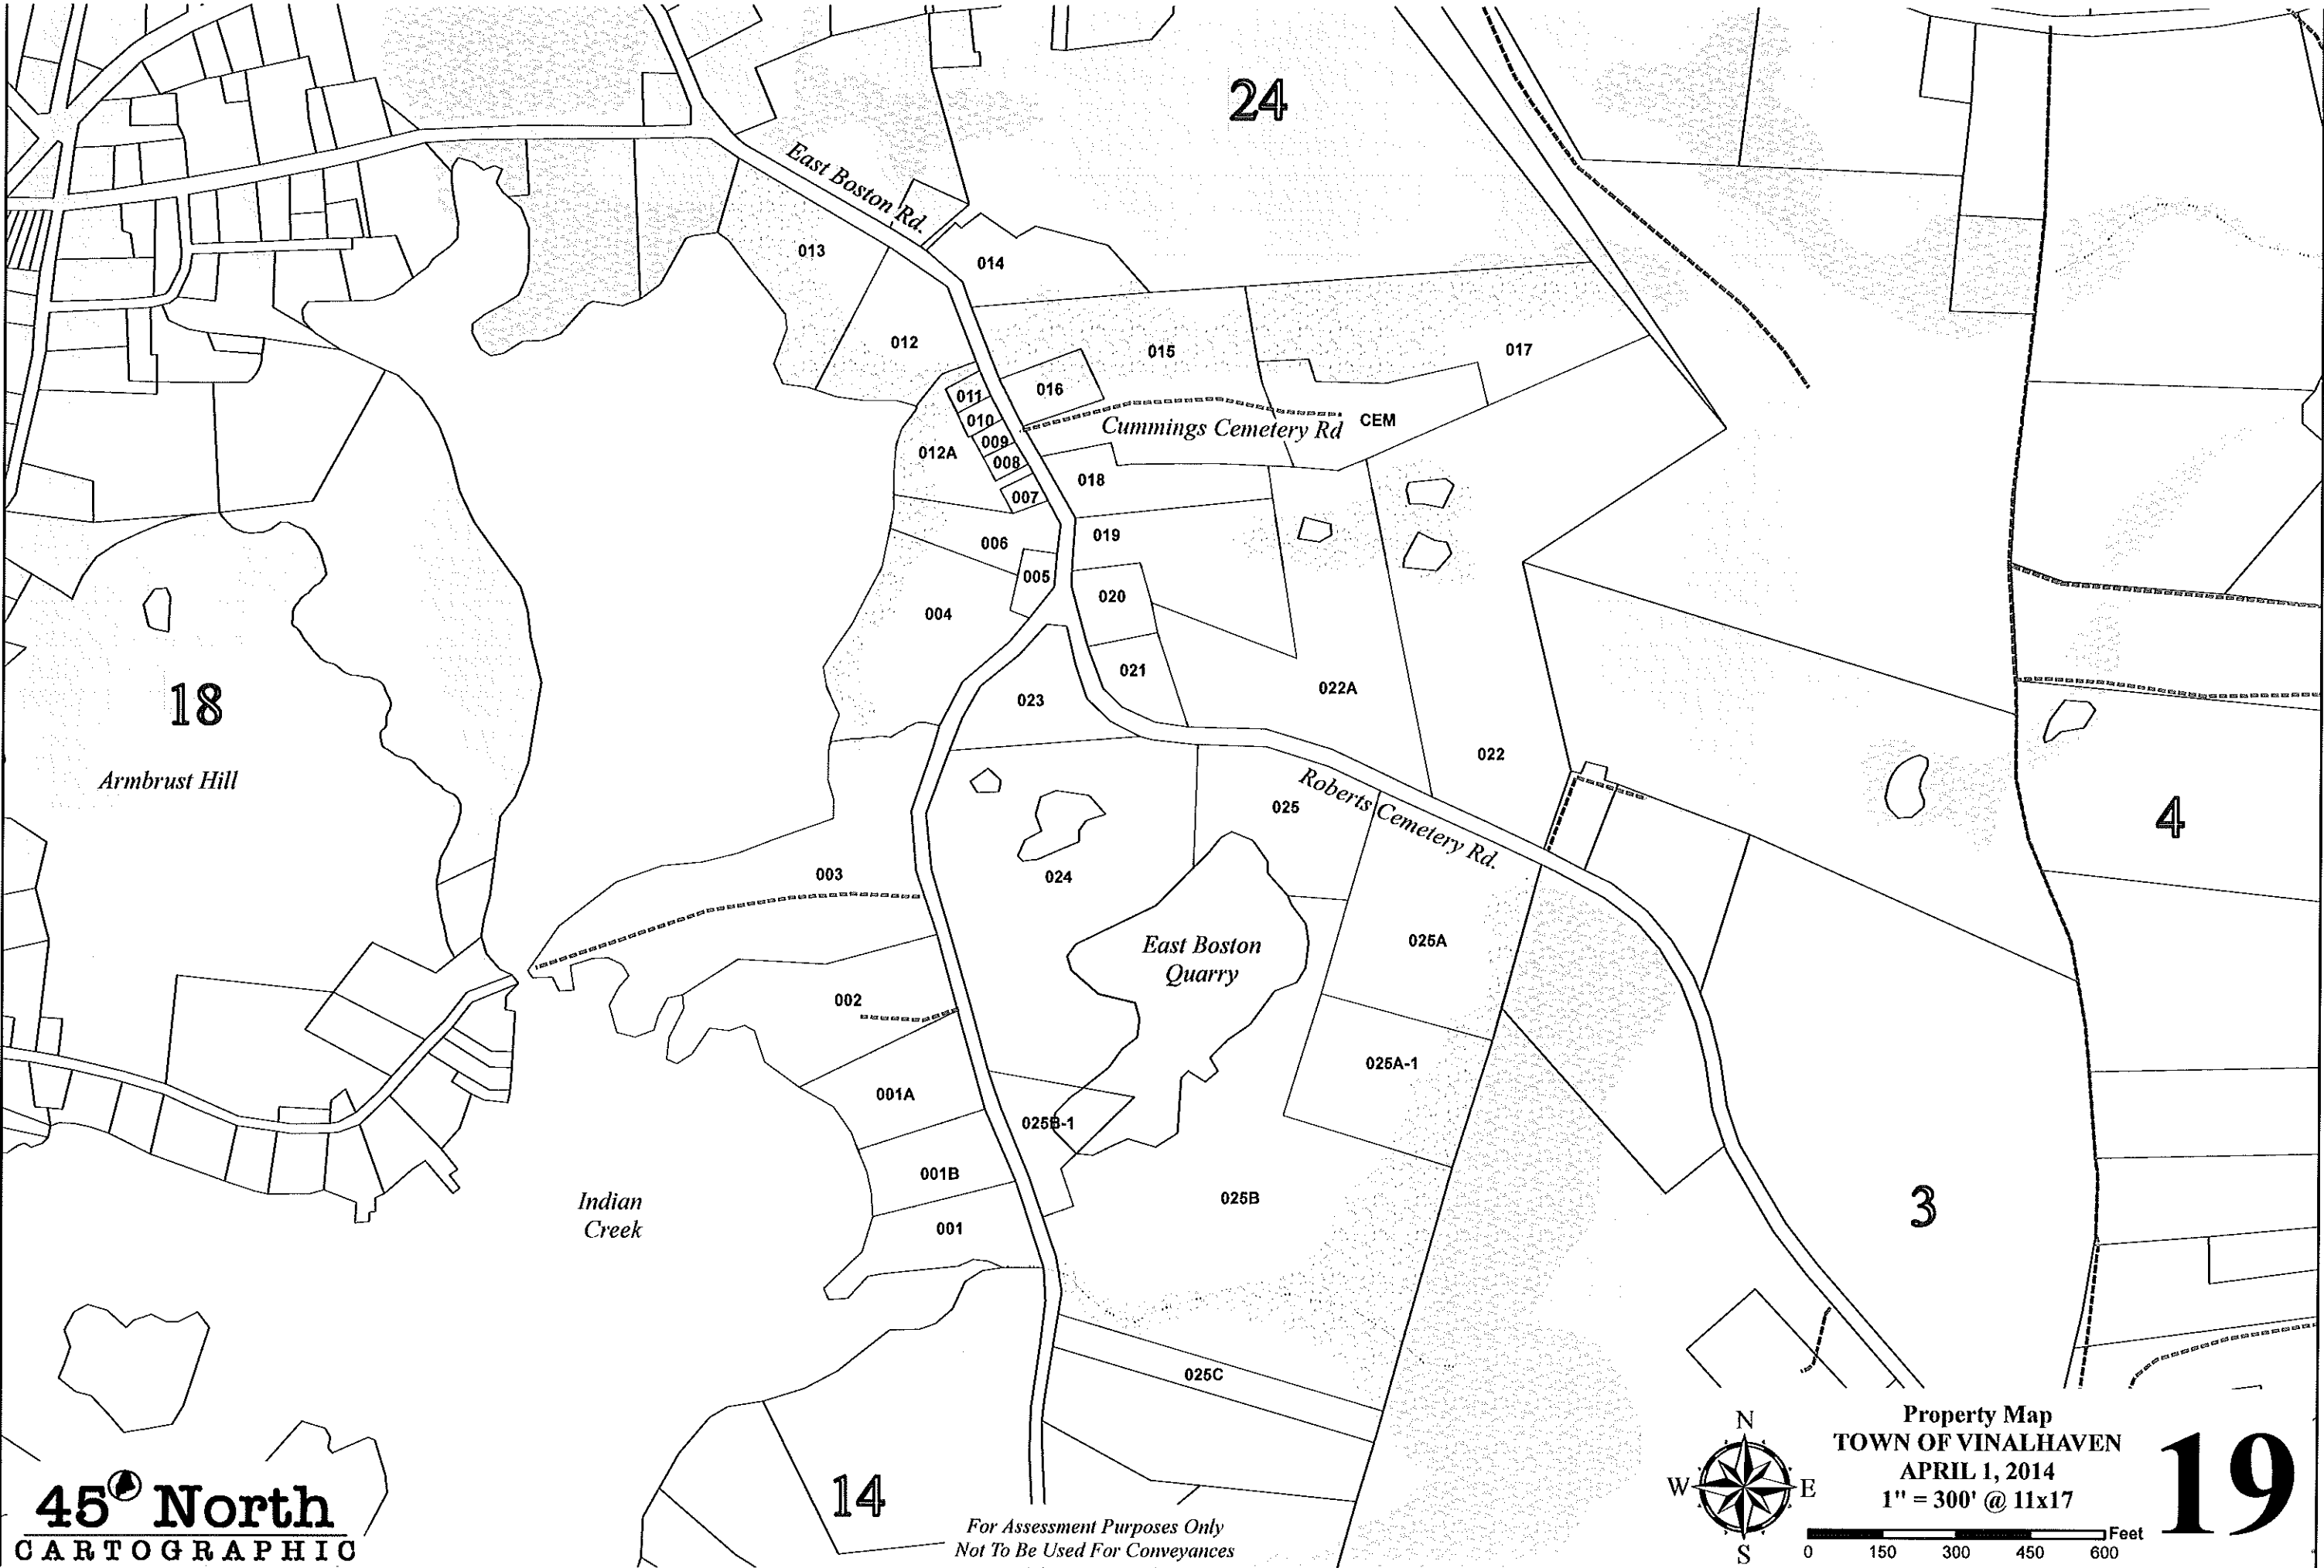 24
East Boston Rd.
013
014
012
015
017
016
011
010
Cummings Cemetery Rd
CEM
009
012A
008
018
007
006
019
005
020
004
021
18
022A
023
022
Armbrust Hill
Roberts Cemetery Rd.
025
4
003
024
025A
East Boston
Quarry
002
025A-1
001A
025B-1
001B
025B
Indian
Creek
3
001
025C
14
For Assessment Purposes Only
Not To Be Used For Conveyances
45° North
CARTOGRAPHIC
N
W
E
S
Property Map
TOWN OF VINALHAVEN
APRIL 1, 2014
1" = 300' @ 11x17
Feet
0 150 300 450 600
19